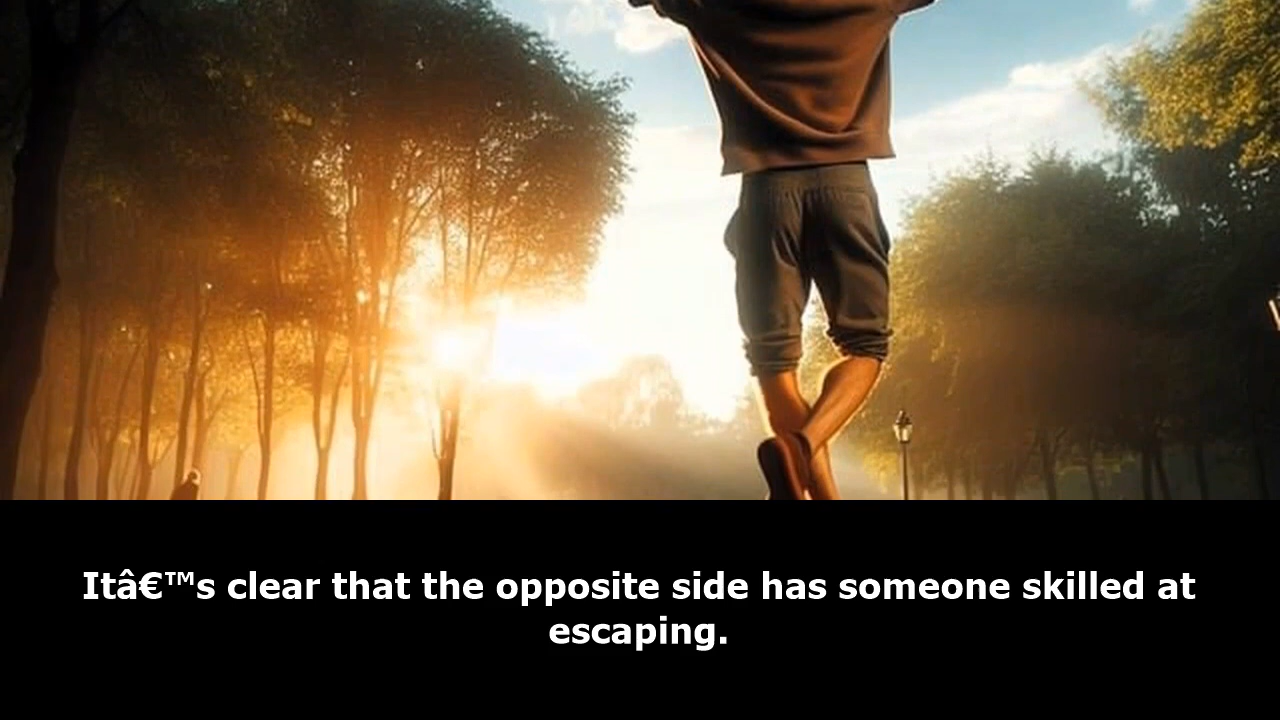 Itâ€™s clear that the opposite side has someone skilled at
escaping.